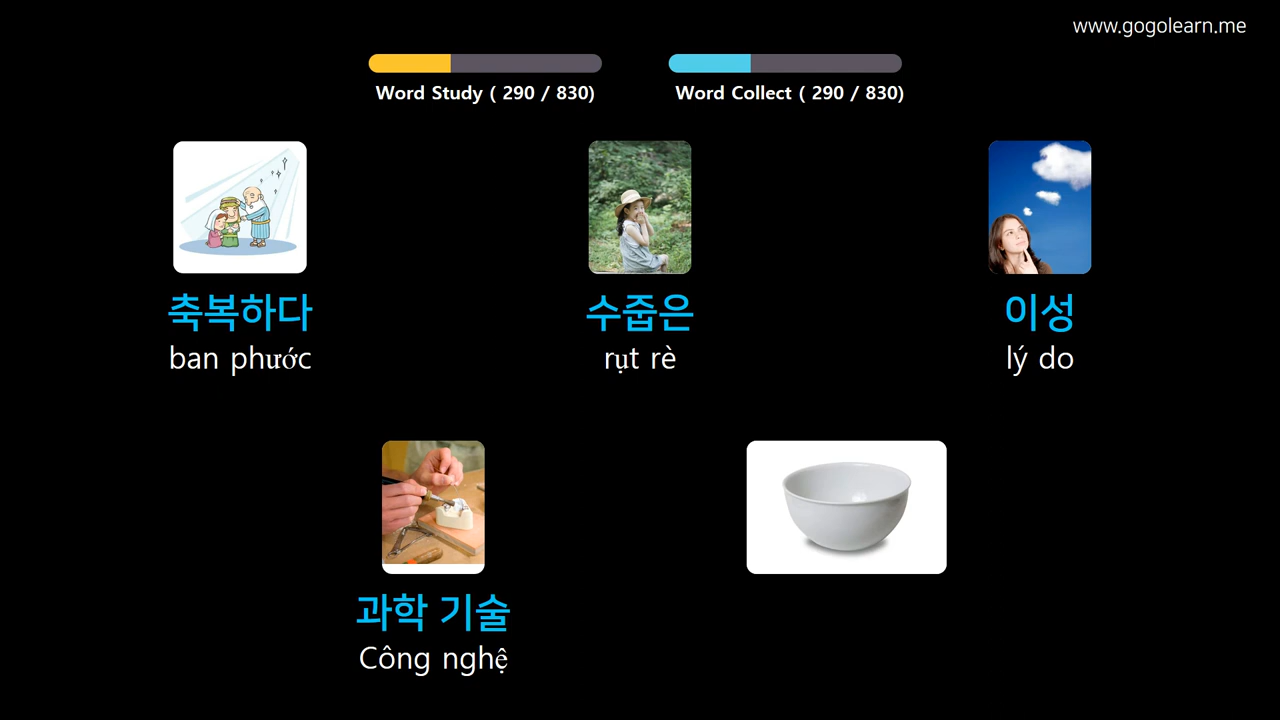 www.gogolearn.me
Word Study ( 290 / 830)
Word Collect ( 290 / 830)
축복하다
ban phước
수줍은
rụt rè
이성
lý do
과학 기술
Công nghệ